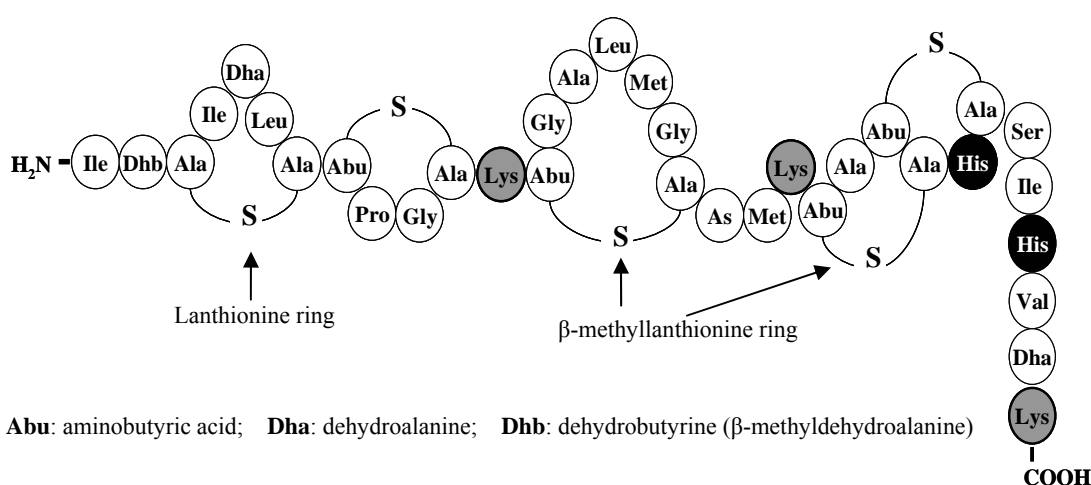 H₂N
Ile
Dhb
Ala
Ile
Dha
Leu
Ala
S
Abu
Pro
Gly
Ala
S
Lys
Abu
Gly
Ala
Leu
Met
Gly
Ala
S
As
Met
Lys
Abu
Ala
Abu
Ala
S
His
Ala
S
Ser
Ile
His
Val
Dha
Lys
COOH
Lanthionine ring
β-methyllanthionine ring
Abu: aminobutyric acid; Dha: dehydroalanine; Dhb: dehydrobutyrine (β-methyldehydroalanine)